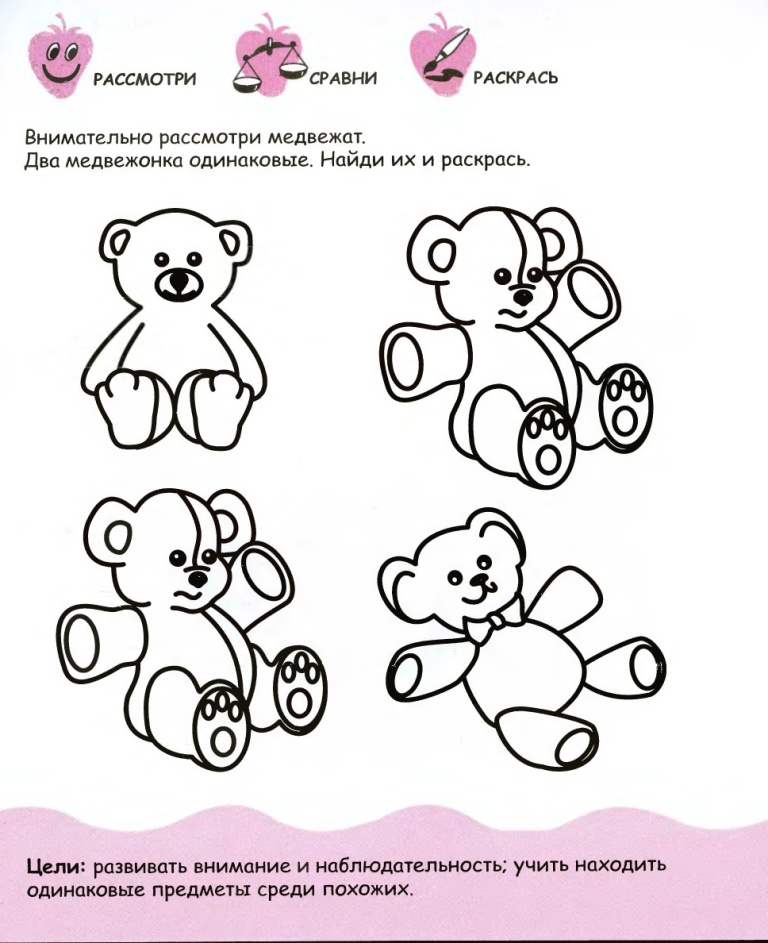 РАССМОТРИ СРАВНИ РАСКРАСЬ
Внимательно рассмотри медвежат.
Два медвежонка одинаковые. Найди их и раскрась.
Цели: развивать внимание и наблюдательность; учить находить
одинаковые предметы среди похожих.